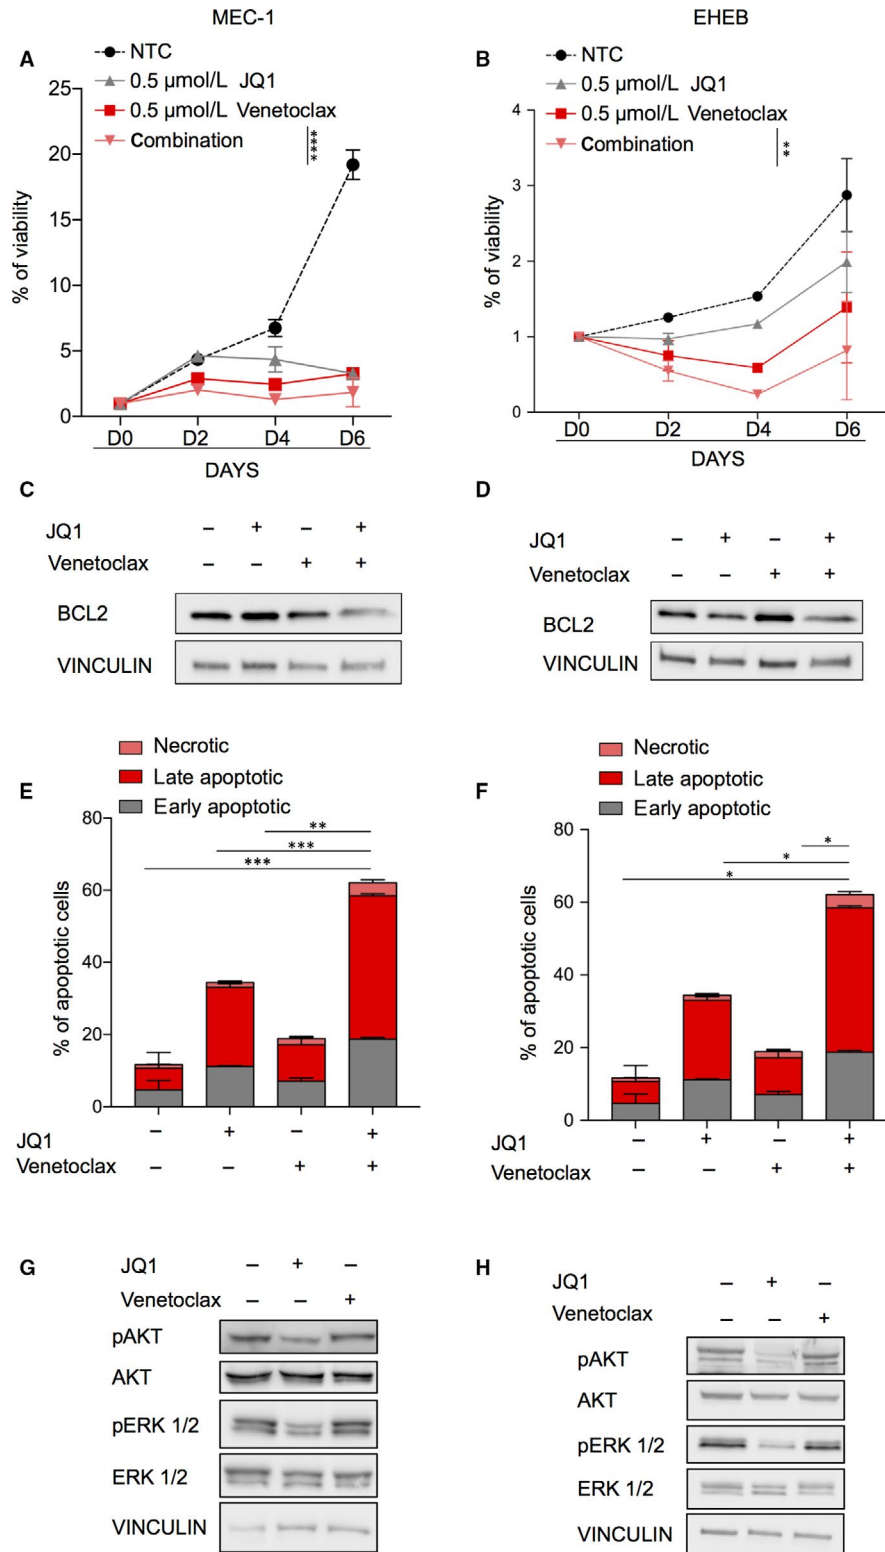 MEC-1
A
NTC
0.5 µmol/L JQ1
0.5 µmol/L Venetoclax
Combination
****
25
20
15
10
5
0
% of viability
D0 D2 D4 D6
DAYS
EHEB
B
NTC
0.5 µmol/L JQ1
0.5 µmol/L Venetoclax
Combination
**
4
3
2
1
0
% of viability
D0 D2 D4 D6
DAYS
C
JQ1 – + – +
Venetoclax – – + +
BCL2
VINCULIN
D
JQ1 – + – +
Venetoclax – – + +
BCL2
VINCULIN
E
Necrotic
Late apoptotic
Early apoptotic
80
60
40
20
0
% of apoptotic cells
**
***
***
JQ1 – + – +
Venetoclax – – + +
F
Necrotic
Late apoptotic
Early apoptotic
80
60
40
20
0
% of apoptotic cells
*
*
*
JQ1 – + – +
Venetoclax – – + +
G
JQ1 – + –
Venetoclax – – +
pAKT
AKT
pERK 1/2
ERK 1/2
VINCULIN
H
JQ1 – + –
Venetoclax – – +
pAKT
AKT
pERK 1/2
ERK 1/2
VINCULIN